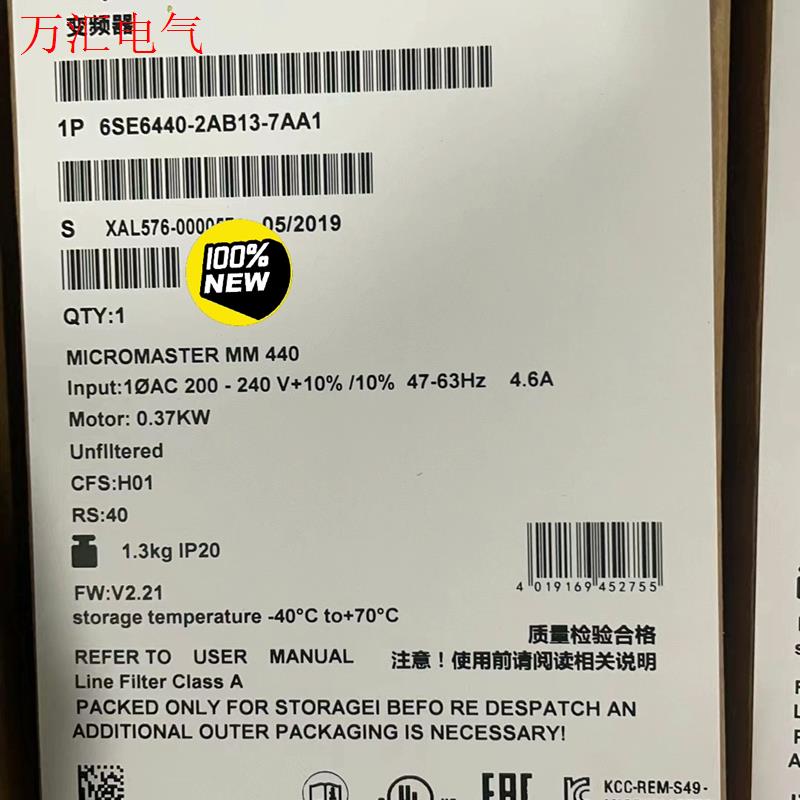 万汇电气
变频器
1P 6SE6440-2AB13-7AA1
S XAL576-00005 05/2019
100%
NEW
QTY:1
MICROMASTER MM 440
Input:1ØAC 200 - 240 V+10% /10% 47-63Hz 4.6A
Motor: 0.37KW
Unfiltered
CFS:H01
RS:40
1.3kg IP20
FW:V2.21
4 019169 452755
storage temperature -40°C to+70°C
质量检验合格
REFER TO USER MANUAL
注意！使用前请阅读相关说明
Line Filter Class A
PACKED ONLY FOR STORAGEI BEFO RE DESPATCH AN
ADDITIONAL OUTER PACKAGING IS NECESSARY!
UL
EAC
KCC-REM-S49-